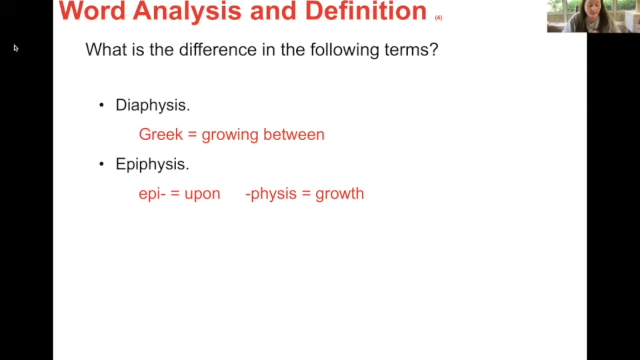 Word Analysis and Definition (4)
What is the difference in the following terms?
• Diaphysis.
Greek = growing between
• Epiphysis.
epi- = upon -physis = growth